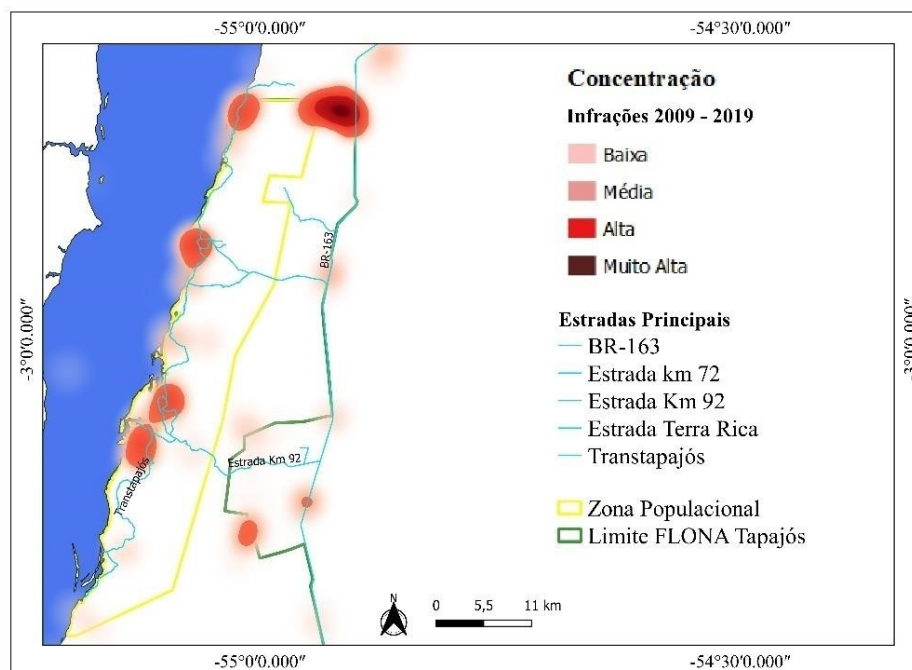 -55°0'0.000"
-54°30'0.000"
Concentração
Infrações 2009 - 2019
Baixa
Média
Alta
Muito Alta
BR-163
-3°0'0.000"
-3°0'0.000"
Estradas Principais
BR-163
Estrada km 72
Estrada Km 92
Estrada Terra Rica
Transtapajós
Estrada Km 92
Transtapajós
Zona Populacional
Limite FLONA Tapajós
N
0 5,5 11 km
-55°0'0.000"
-54°30'0.000"